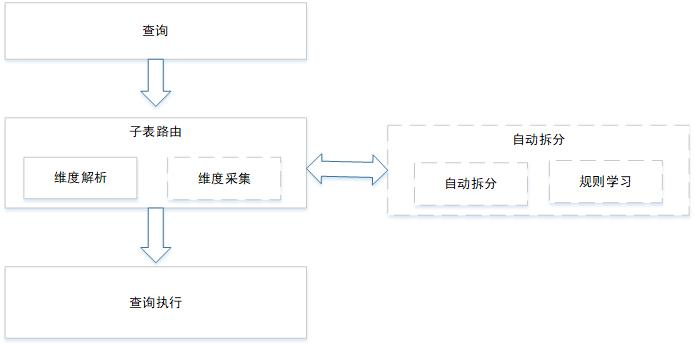 查询
子表路由
维度解析
维度采集
自动拆分
自动拆分
规则学习
查询执行